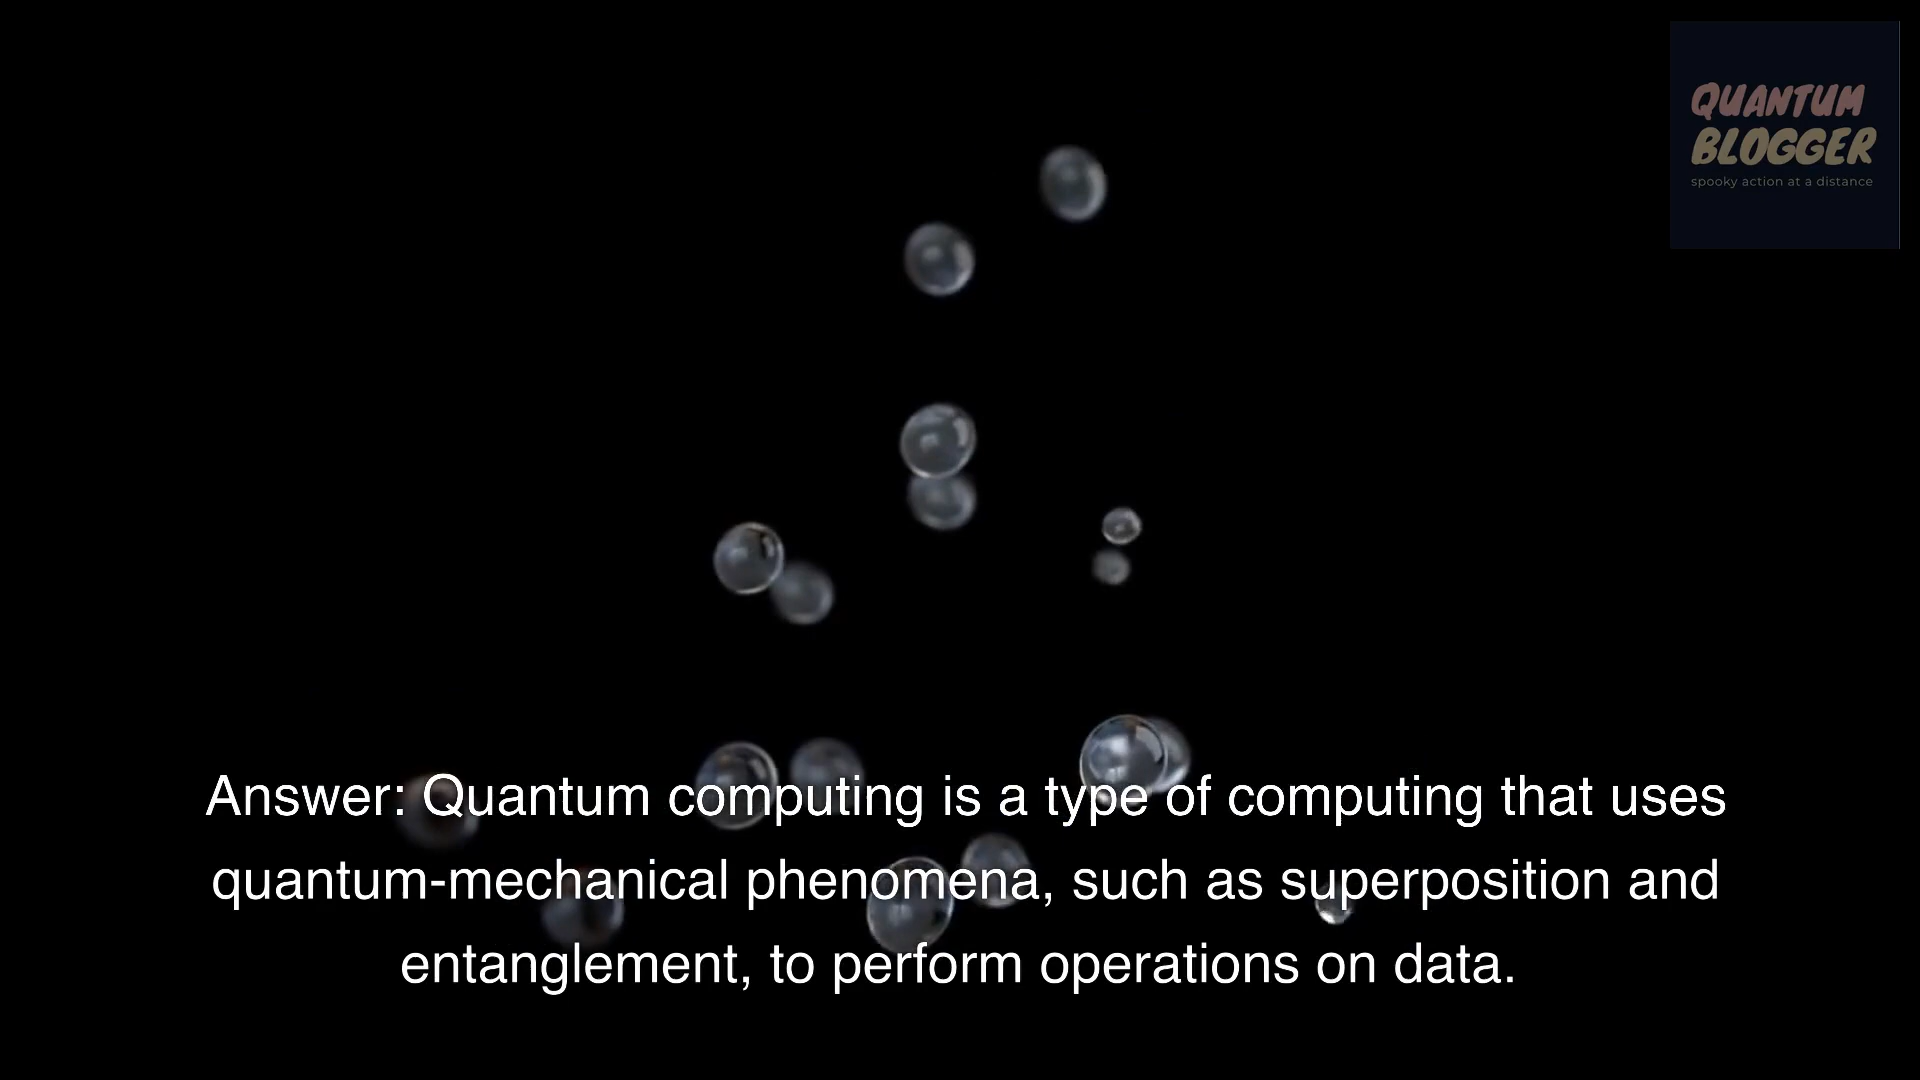 QUANTUM
BLOGGER
spooky action at a distance
Answer: Quantum computing is a type of computing that uses
quantum-mechanical phenomena, such as superposition and
entanglement, to perform operations on data.